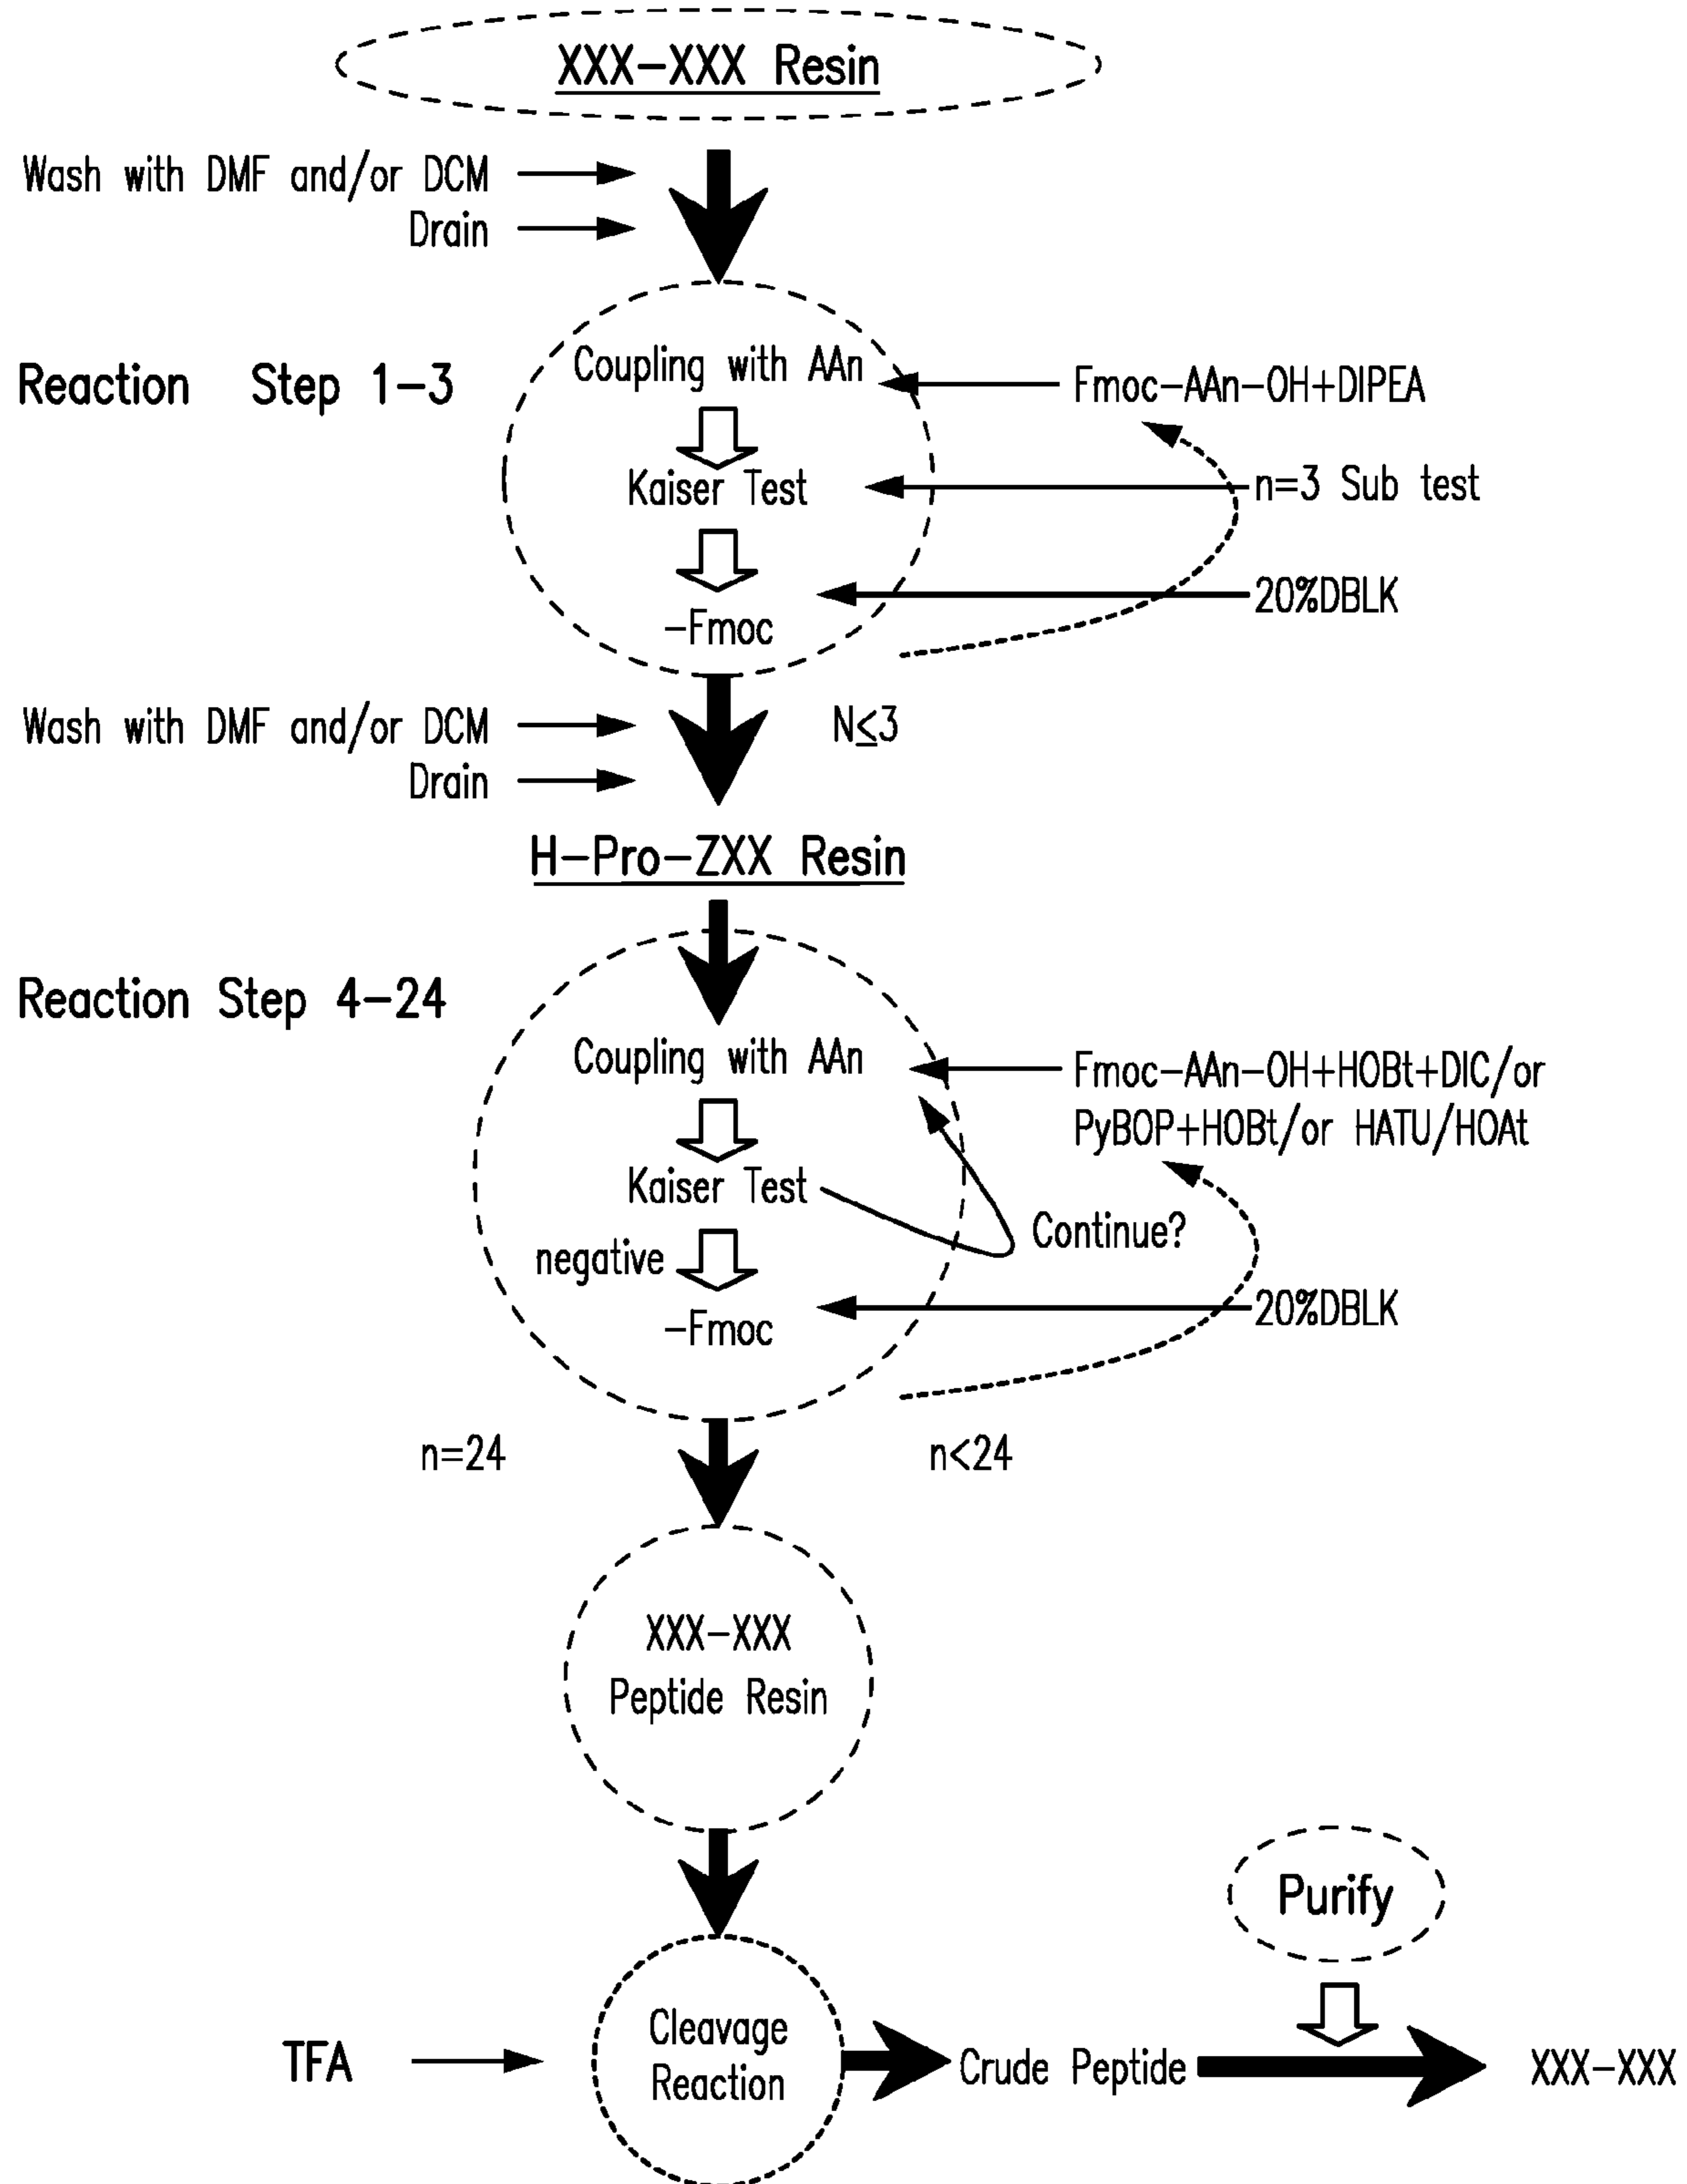 XXX-XXX Resin
Wash with DMF and/or DCM
Drain
Reaction Step 1-3
Coupling with AAn
Fmoc-AAn-OH+DIPEA
Kaiser Test
n=3 Sub test
20%DBLK
-Fmoc
Wash with DMF and/or DCM
N≤3
Drain
H-Pro-ZXX Resin
Reaction Step 4-24
Coupling with AAn
Fmoc-AAn-OH+HOBt+DIC/or
PyBOP+HOBt/or HATU/HOAt
Kaiser Test
Continue?
negative
20%DBLK
-Fmoc
n=24
n<24
XXX-XXX
Peptide Resin
Purify
Cleavage
Reaction
TFA
Crude Peptide
XXX-XXX